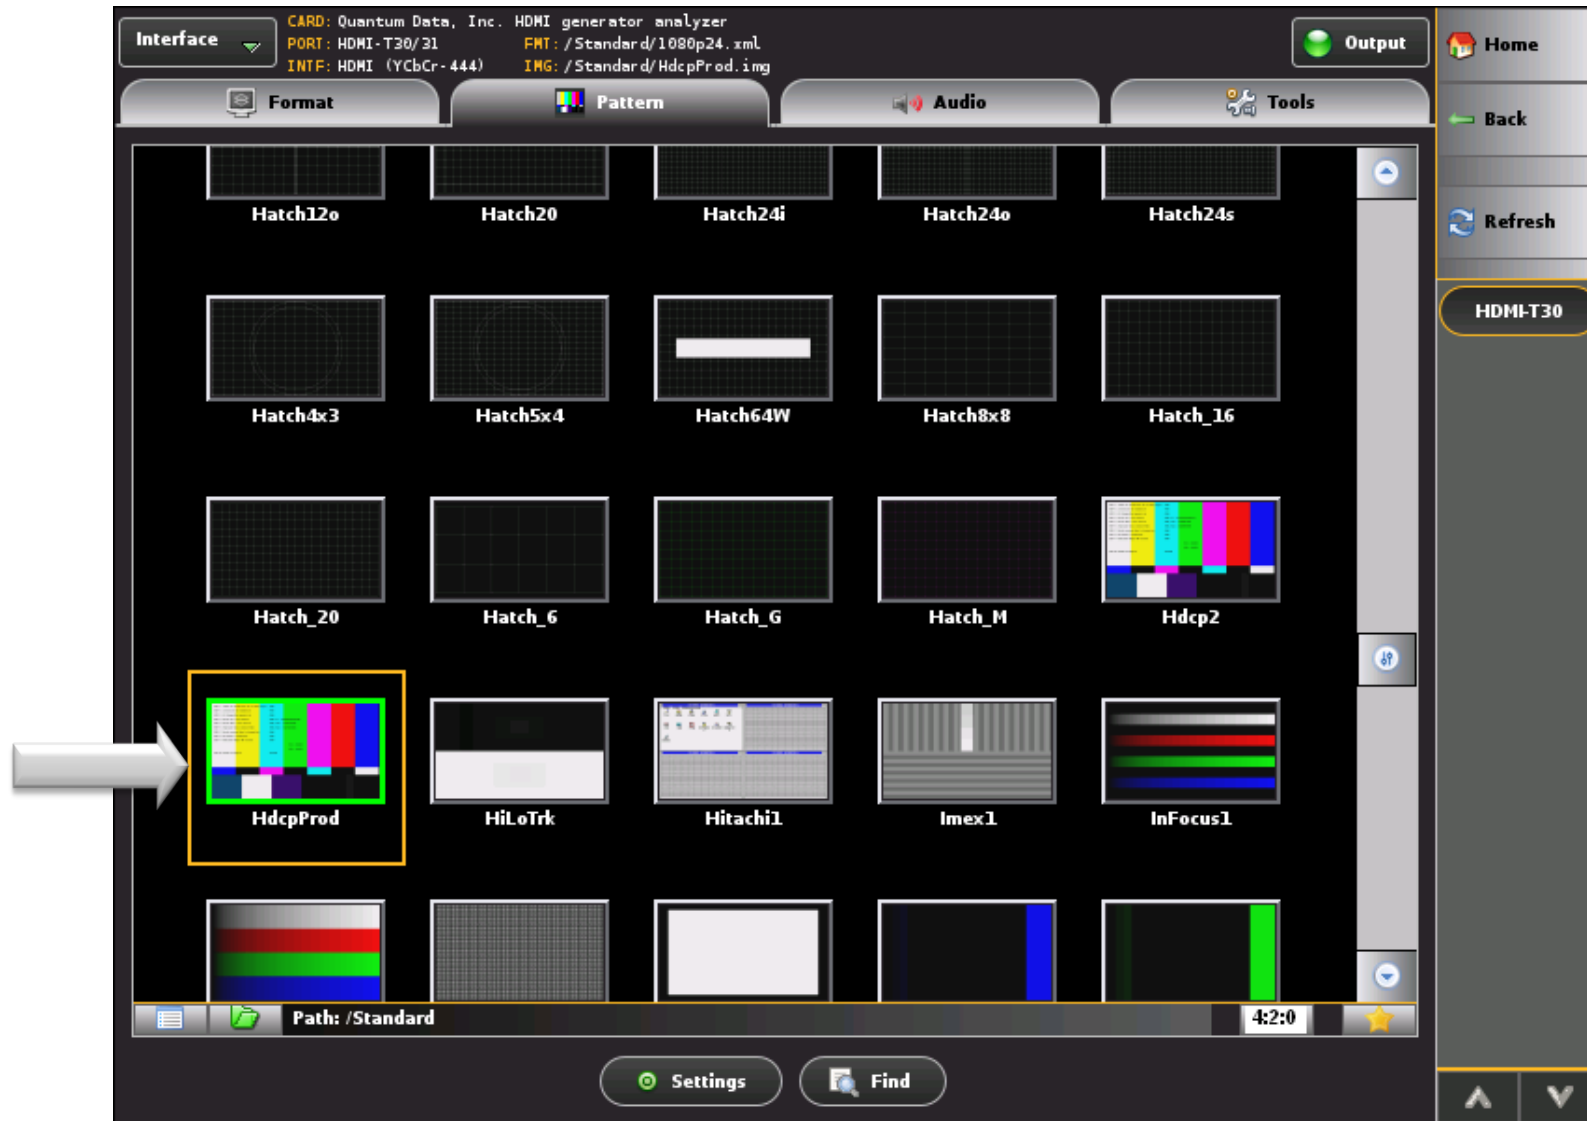 Interface
CARD: Quantum Data, Inc. HDMI generator analyzer
PORT: HDMI-T30/31 FMT: /Standard/1080p24.xml
INTF: HDMI (YCbCr-444) IMG: /Standard/HdcpProd.img
Output
Home
Format Pattern Audio Tools
Back
Hatch12o Hatch20 Hatch24i Hatch24o Hatch24s
Refresh
HDMI-T30
Hatch4x3 Hatch5x4 Hatch64W Hatch8x8 Hatch_16
Hatch_20 Hatch_6 Hatch_G Hatch_M Hdcp2
HdcpProd HiLoTrk Hitachi1 Imex1 InFocus1
Path: /Standard 4:2:0
Settings Find